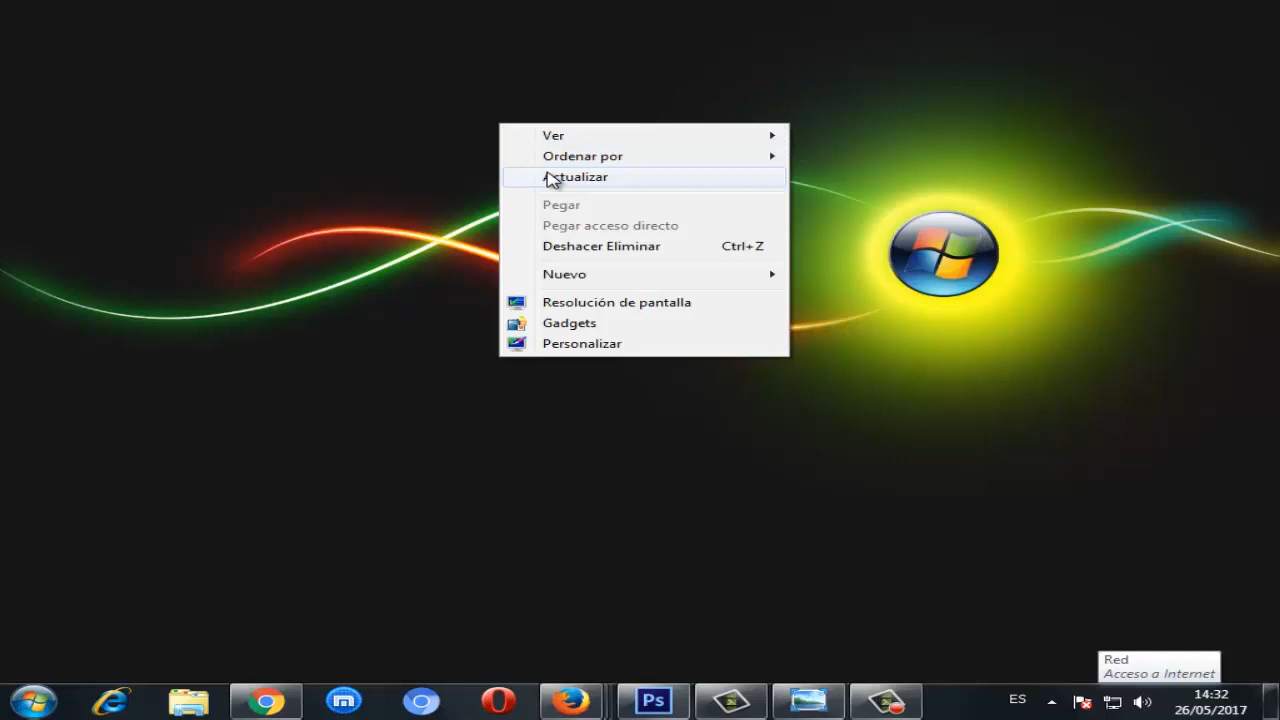 Ver
Ordenar por
Actualizar
Pegar
Pegar acceso directo
Deshacer Eliminar Ctrl+Z
Nuevo
Resolución de pantalla
Gadgets
Personalizar
Red
Acceso a Internet
Ps
ES
14:32
26/05/2017